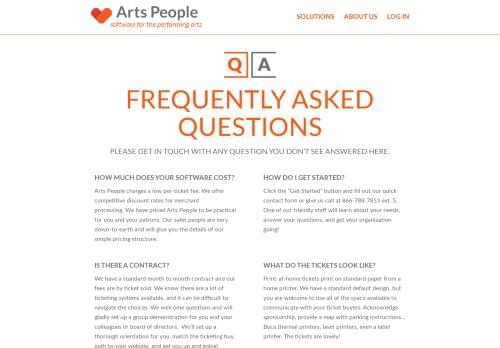 Arts People
software for the performing arts
SOLUTIONS ABOUT US LOG IN
Q A
FREQUENTLY ASKED
QUESTIONS
PLEASE GET IN TOUCH WITH ANY QUESTION YOU DON'T SEE ANSWERED HERE.
HOW MUCH DOES YOUR SOFTWARE COST?
Arts People charges a low per-ticket fee. We offer
competitive discount rates for merchant
processing. We have priced Arts People to be practical
for you and your patrons. Our sales people are very
down-to-earth and will give you the details of our
simple pricing structure.
HOW DO I GET STARTED?
Click the "Get Started" button and fill out our quick
contact form or give us call at 866-788-7853 ext. 5.
One of our friendly staff will learn about your needs,
answer your questions, and get your organization
going!
IS THERE A CONTRACT?
We have a standard month to month contract and our
fees are by ticket sold. We know there are a lot of
ticketing systems available, and it can be difficult to
navigate the choices. We welcome questions and will
gladly set up a group demonstration for you and your
colleagues or board of directors.  We'll set up a
thorough orientation for you, match the ticketing buy
path to your website, and get you up and going!
WHAT DO THE TICKETS LOOK LIKE?
Print-at-home tickets print on standard paper from a
home printer. We have a standard default design, but
you are welcome to use all of the space available to
communicate with your ticket buyers. Acknowledge
sponsorship, provide a map with parking instructions...
Boca thermal printers, laser printers, even a label
printer. The tickets are lovely!